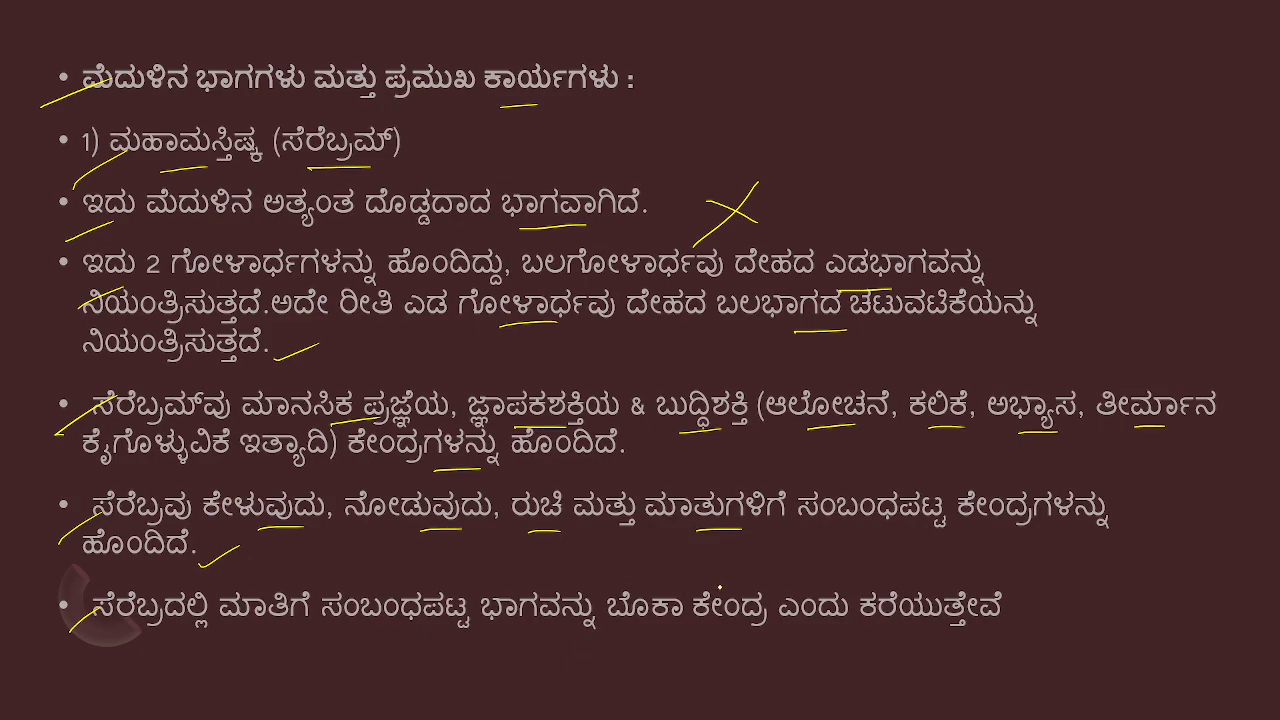 • ಮೆದುಳಿನ ಭಾಗಗಳು ಮತ್ತು ಪ್ರಮುಖ ಕಾರ್ಯಗಳು :
• 1) ಮಹಾಮಸ್ತಿಷ್ಕ (ಸೆರೆಬ್ರಮ್)
• ಇದು ಮೆದುಳಿನ ಅತ್ಯಂತ ದೊಡ್ಡದಾದ ಭಾಗವಾಗಿದೆ.
• ಇದು 2 ಗೋಳಾರ್ಧಗಳನ್ನು ಹೊಂದಿದ್ದು, ಬಲಗೋಳಾರ್ಧವು ದೇಹದ ಎಡಭಾಗವನ್ನು
ನಿಯಂತ್ರಿಸುತ್ತದೆ.ಅದೇ ರೀತಿ ಎಡ ಗೋಳಾರ್ಧವು ದೇಹದ ಬಲಭಾಗದ ಚಟುವಟಿಕೆಯನ್ನು
ನಿಯಂತ್ರಿಸುತ್ತದೆ.
• ಸೆರೆಬ್ರಮ್‌ವು ಮಾನಸಿಕ ಪ್ರಜ್ಞೆಯ, ಜ್ಞಾಪಕಶಕ್ತಿಯ & ಬುದ್ಧಿಶಕ್ತಿ (ಆಲೋಚನೆ, ಕಲಿಕೆ, ಅಭ್ಯಾಸ, ತೀರ್ಮಾನ
ಕೈಗೊಳ್ಳುವಿಕೆ ಇತ್ಯಾದಿ) ಕೇಂದ್ರಗಳನ್ನು ಹೊಂದಿದೆ.
• ಸೆರೆಬ್ರವು ಕೇಳುವುದು, ನೋಡುವುದು, ರುಚಿ ಮತ್ತು ಮಾತುಗಳಿಗೆ ಸಂಬಂಧಪಟ್ಟ ಕೇಂದ್ರಗಳನ್ನು
ಹೊಂದಿದೆ.
• ಸೆರೆಬ್ರದಲ್ಲಿ ಮಾತಿಗೆ ಸಂಬಂಧಪಟ್ಟ ಭಾಗವನ್ನು ಬೊಕಾ ಕೇಂದ್ರ ಎಂದು ಕರೆಯುತ್ತೇವೆ